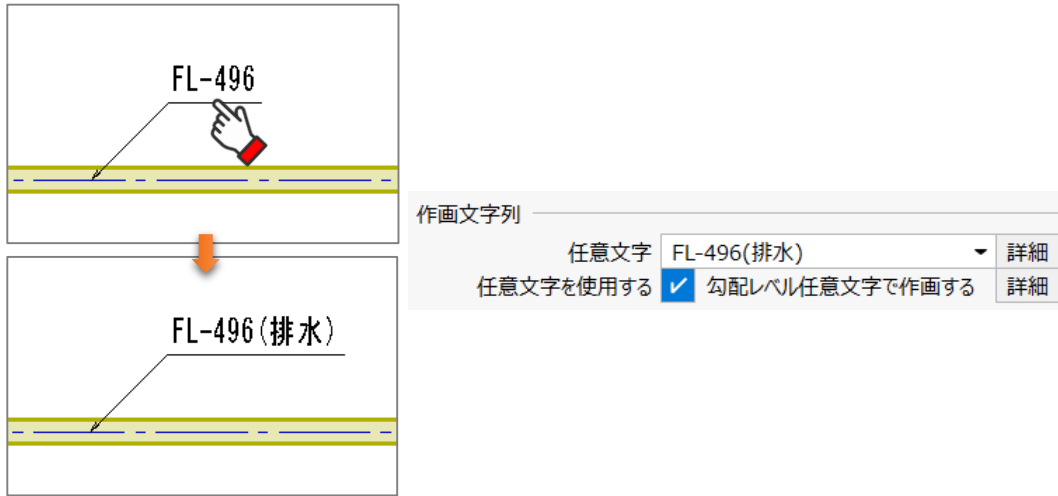 FL-496
FL-496(排水)
作画文字列
任意文字 FL-496(排水) 詳細
任意文字を使用する 勾配レベル任意文字で作画する 詳細